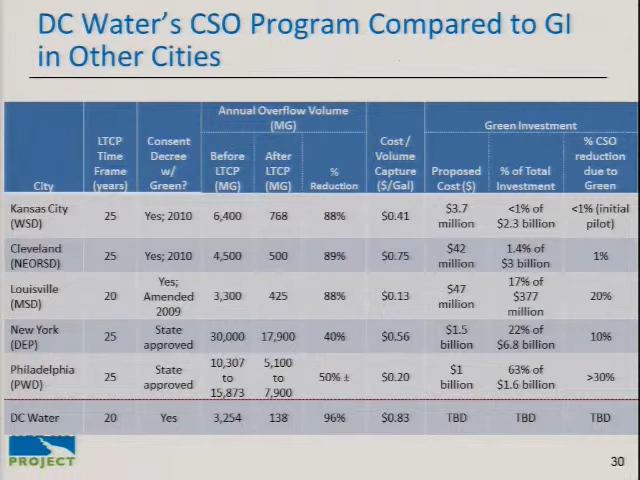 DC Water's CSO Program Compared to GI
in Other Cities
Annual Overflow Volume
(MG)
Green Investment
City
LTCP
Time
Frame
(years)
Consent
Decree
w/
Green?
Before
LTCP
(MG)
After
LTCP
(MG)
%
Reduction
Cost/
Volume
Capture
($/Gal)
Proposed
Cost ($)
% of Total
Investment
% CSO
reduction
due to
Green
Kansas City
(WSD)
25
Yes; 2010
6,400
768
88%
$0.41
$3.7
million
<1% of
$2.3 billion
<1% (initial
pilot)
Cleveland
(NEORSD)
25
Yes; 2010
4,500
500
89%
$0.75
$42
million
1.4% of
$3 billion
1%
Louisville
(MSD)
20
Yes;
Amended
2009
3,300
425
88%
$0.13
$47
million
17% of
$377
million
20%
New York
(DEP)
25
State
approved
30,000
17,900
40%
$0.56
$1.5
billion
22% of
$6.8 billion
10%
Philadelphia
(PWD)
25
State
approved
10,307
to
15,873
5,100
to
7,900
50% ±
$0.20
$1
billion
63% of
$1.6 billion
>30%
DC Water
20
Yes
3,254
138
96%
$0.83
TBD
TBD
TBD
PROJECT
30